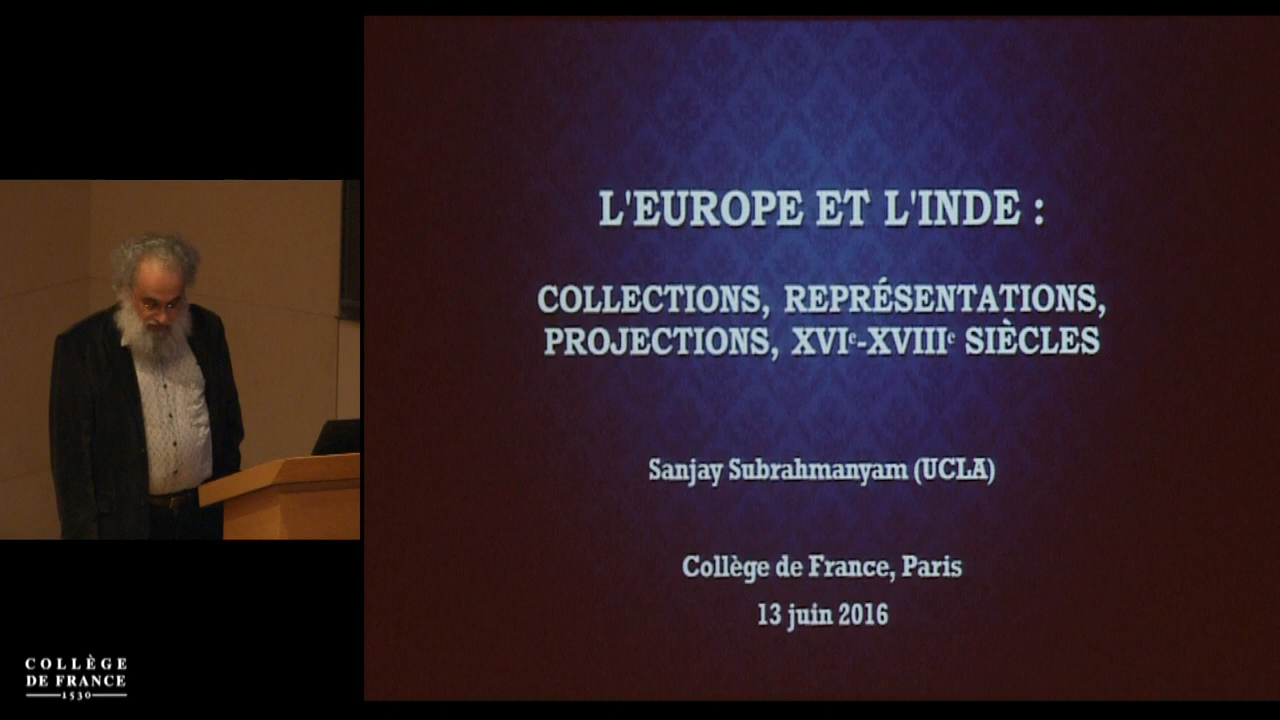 L'EUROPE ET L'INDE :
COLLECTIONS, REPRÉSENTATIONS,
PROJECTIONS, XVIᵉ-XVIIIᵉ SIÈCLES
Sanjay Subrahmanyam (UCLA)
Collège de France, Paris
13 juin 2016
COLLÈGE
DE FRANCE
1530